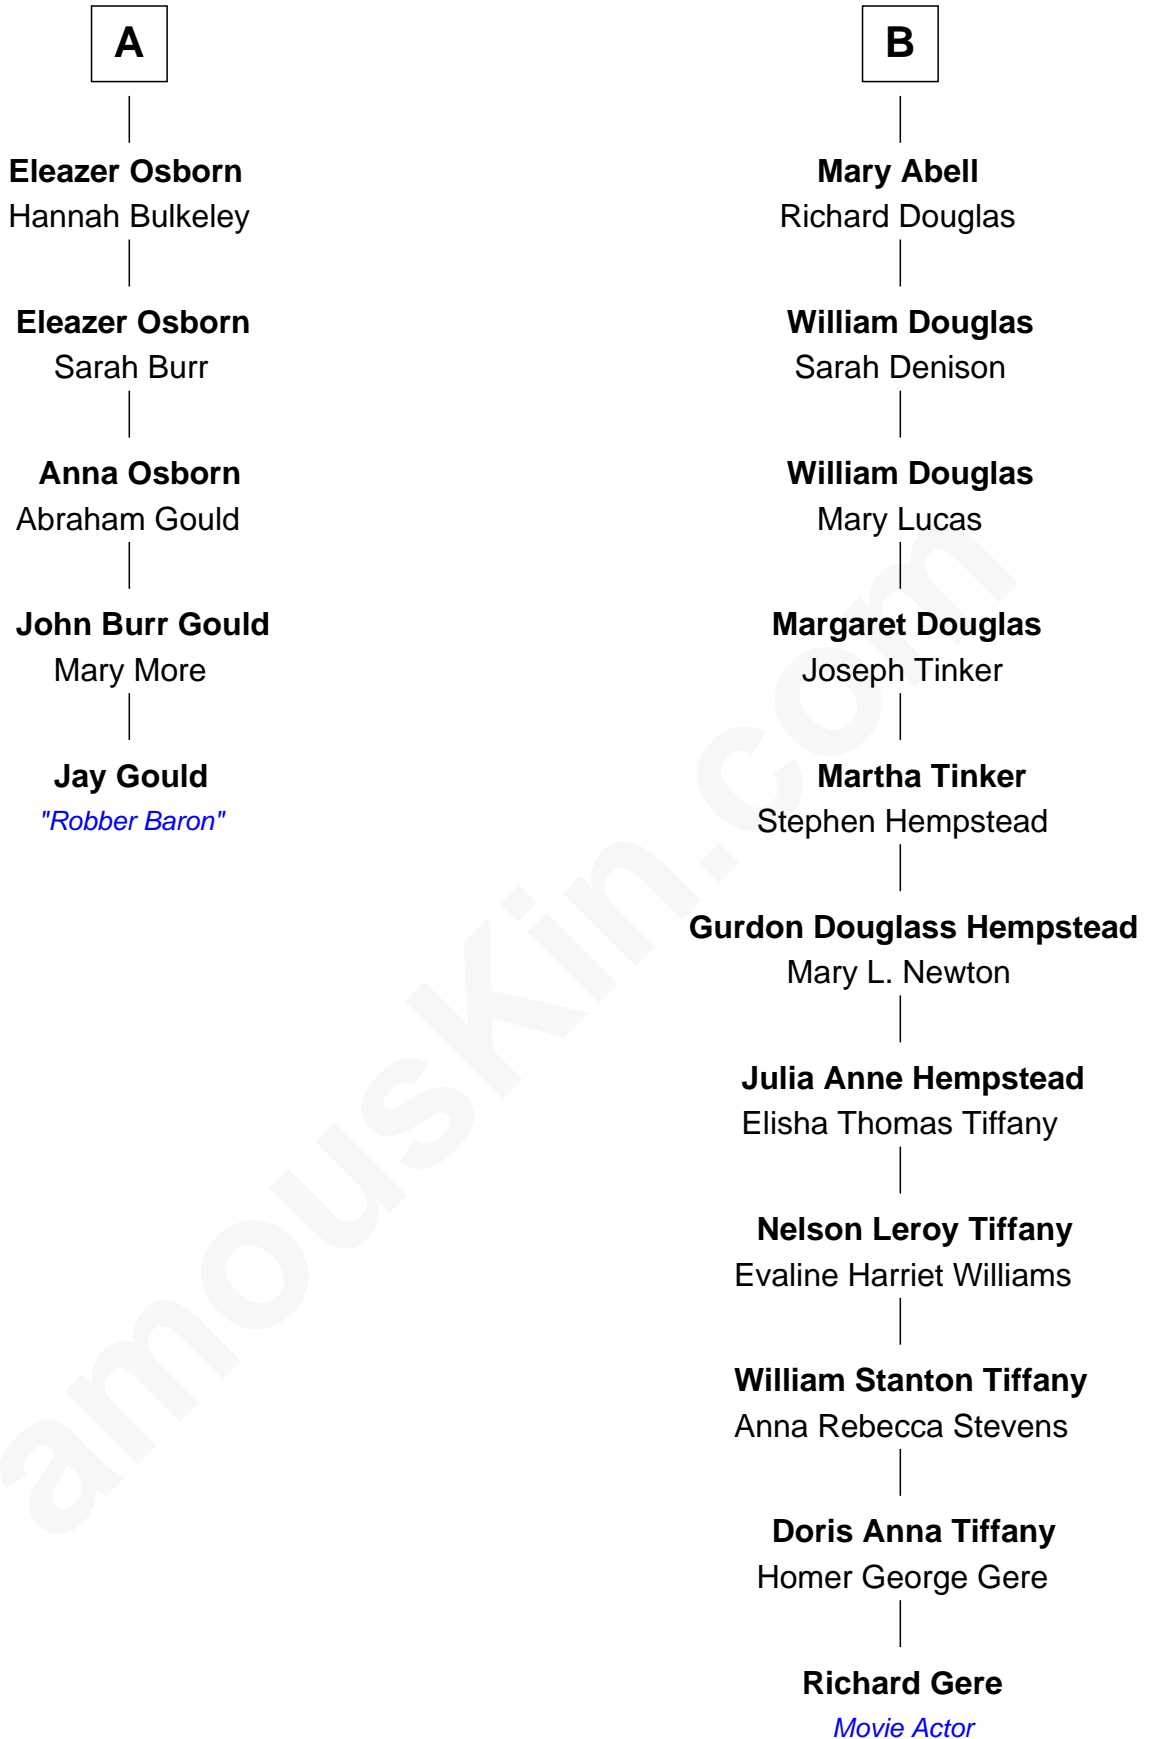 A
Eleazer Osborn
Hannah Bulkeley
Eleazer Osborn
Sarah Burr
Anna Osborn
Abraham Gould
John Burr Gould
Mary More
Jay Gould
"Robber Baron"
B
Mary Abell
Richard Douglas
William Douglas
Sarah Denison
William Douglas
Mary Lucas
Margaret Douglas
Joseph Tinker
Martha Tinker
Stephen Hempstead
Gurdon Douglass Hempstead
Mary L. Newton
Julia Anne Hempstead
Elisha Thomas Tiffany
Nelson Leroy Tiffany
Evaline Harriet Williams
William Stanton Tiffany
Anna Rebecca Stevens
Doris Anna Tiffany
Homer George Gere
Richard Gere
Movie Actor
amousKin.com